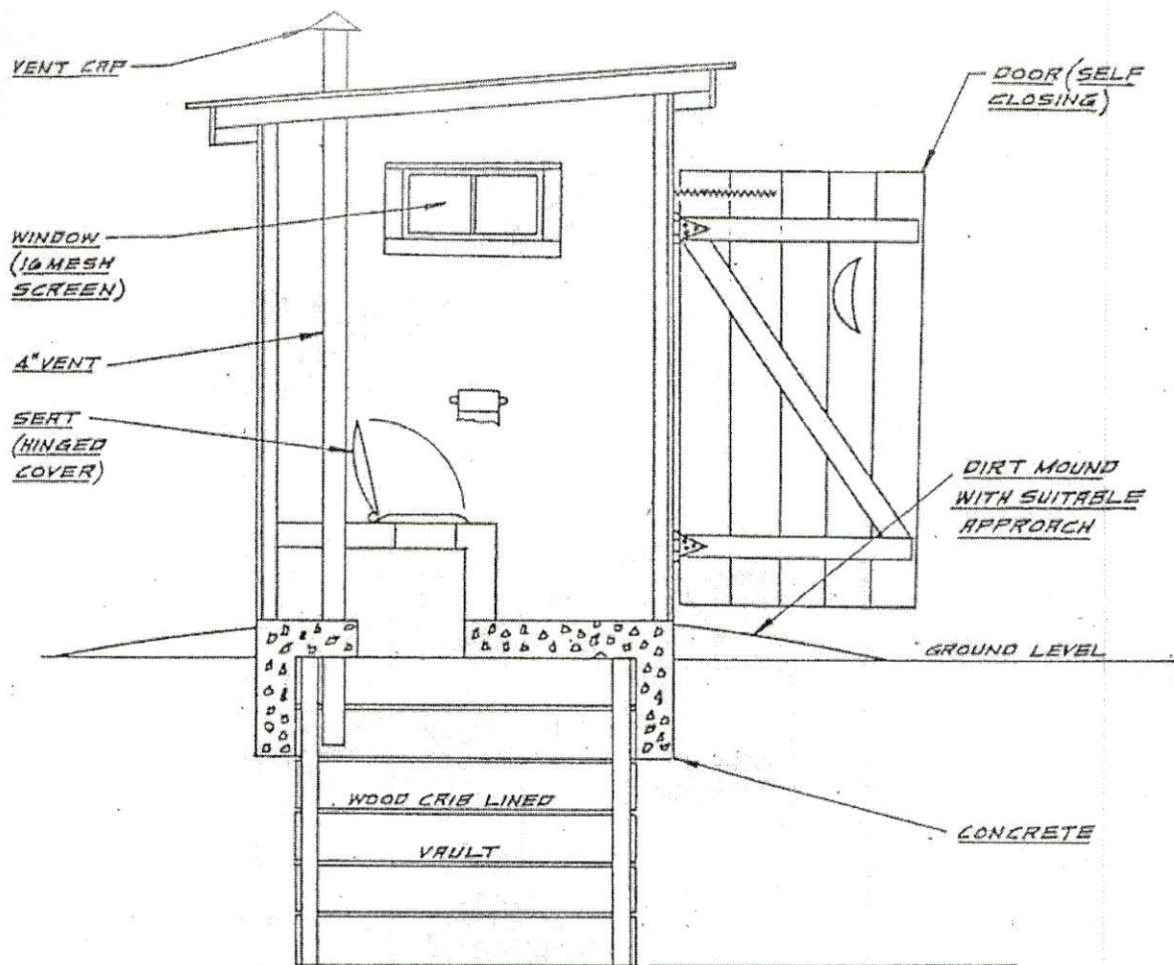 VENT CAP
DOOR (SELF
CLOSING)
WINDOW
(16 MESH
SCREEN)
4" VENT
SEAT
(HINGED
COVER)
DIRT MOUND
WITH SUITABLE
APPROACH
GROUND LEVEL
WOOD CRIB LINED
VAULT
CONCRETE